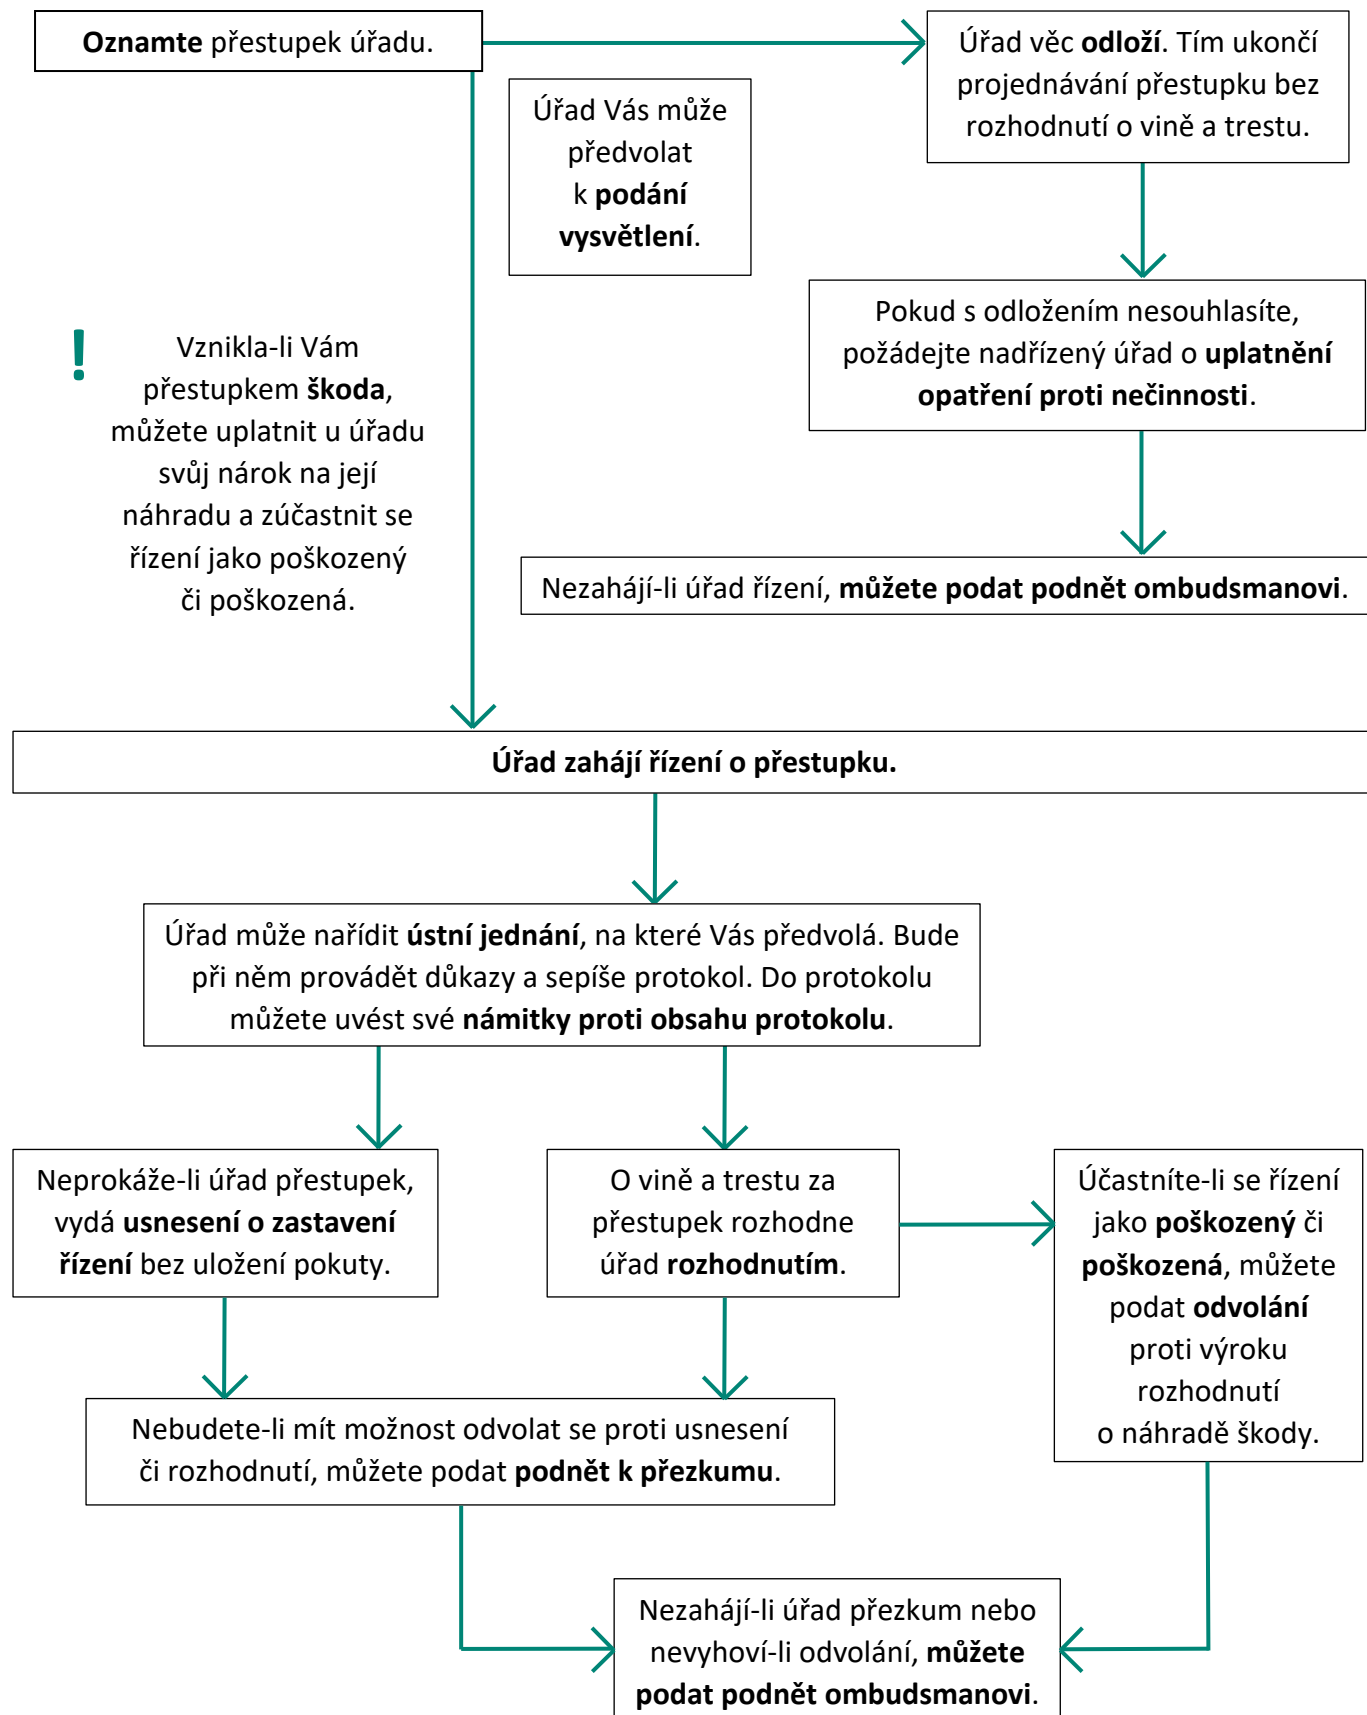 Oznamte přestupek úřadu.
Úřad věc odloží. Tím ukončí
projednávání přestupku bez
rozhodnutí o vině a trestu.
Úřad Vás může
předvolat
k podání
vysvětlení.
Pokud s odložením nesouhlasíte,
požádejte nadřízený úřad o uplatnění
opatření proti nečinnosti.
!
Vznikla-li Vám
přestupkem škoda,
můžete uplatnit u úřadu
svůj nárok na její
náhradu a zúčastnit se
řízení jako poškozený
či poškozená.
Nezahájí-li úřad řízení, můžete podat podnět ombudsmanovi.
Úřad zahájí řízení o přestupku.
Úřad může nařídit ústní jednání, na které Vás předvolá. Bude
při něm provádět důkazy a sepíše protokol. Do protokolu
můžete uvést své námitky proti obsahu protokolu.
Neprokáže-li úřad přestupek,
vydá usnesení o zastavení
řízení bez uložení pokuty.
O vině a trestu za
přestupek rozhodne
úřad rozhodnutím.
Účastníte-li se řízení
jako poškozený či
poškozená, můžete
podat odvolání
proti výroku
rozhodnutí
o náhradě škody.
Nebudete-li mít možnost odvolat se proti usnesení
či rozhodnutí, můžete podat podnět k přezkumu.
Nezahájí-li úřad přezkum nebo
nevyhoví-li odvolání, můžete
podat podnět ombudsmanovi.